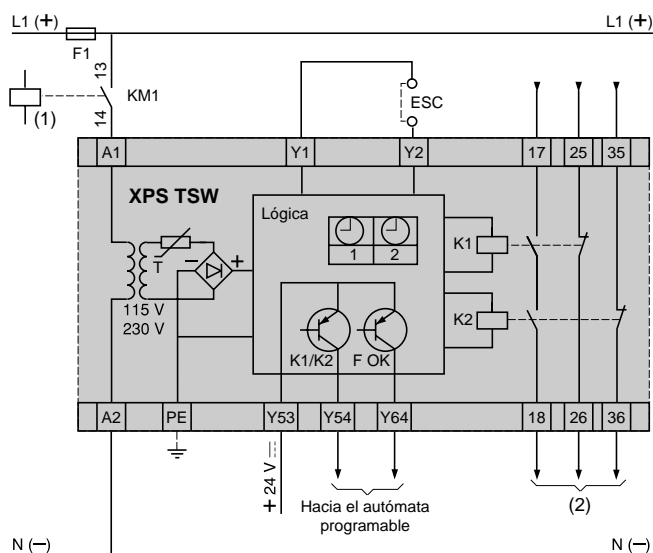 L1 (+)
L1 (+)
F1
13
KM1
ESC
(1)
14
A1
Y1
Y2
17
25
35
XPS TSW
Lógica
1
2
K1
T
–
+
115 V
230 V
K2
K1/K2
F OK
A2
PE
Y53
Y54
Y64
18
26
36
+ 24 V
Hacia el autómata
programable
(2)
N (–)
N (–)